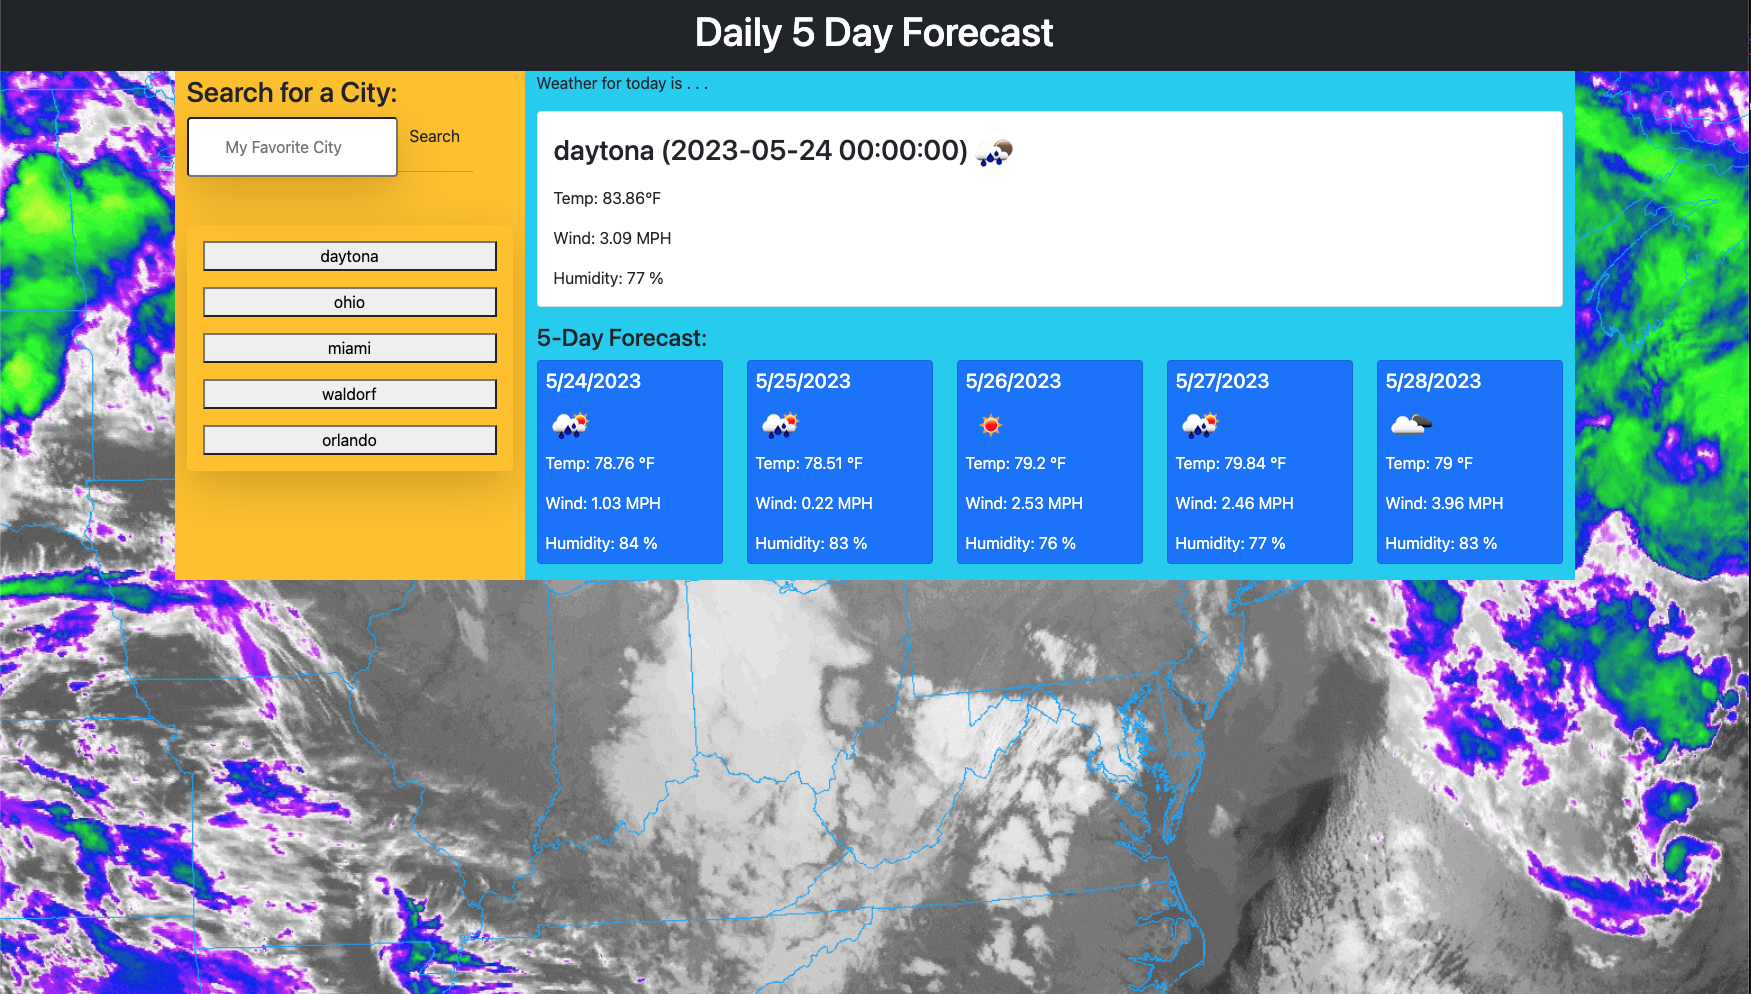 Daily 5 Day Forecast
Search for a City:
My Favorite City
Search
daytona
ohio
miami
waldorf
orlando
Weather for today is . . .
daytona (2023-05-24 00:00:00)
Temp: 83.86°F
Wind: 3.09 MPH
Humidity: 77 %
5-Day Forecast:
5/24/2023
Temp: 78.76 °F
Wind: 1.03 MPH
Humidity: 84 %
5/25/2023
Temp: 78.51 °F
Wind: 0.22 MPH
Humidity: 83 %
5/26/2023
Temp: 79.2 °F
Wind: 2.53 MPH
Humidity: 76 %
5/27/2023
Temp: 79.84 °F
Wind: 2.46 MPH
Humidity: 77 %
5/28/2023
Temp: 79 °F
Wind: 3.96 MPH
Humidity: 83 %